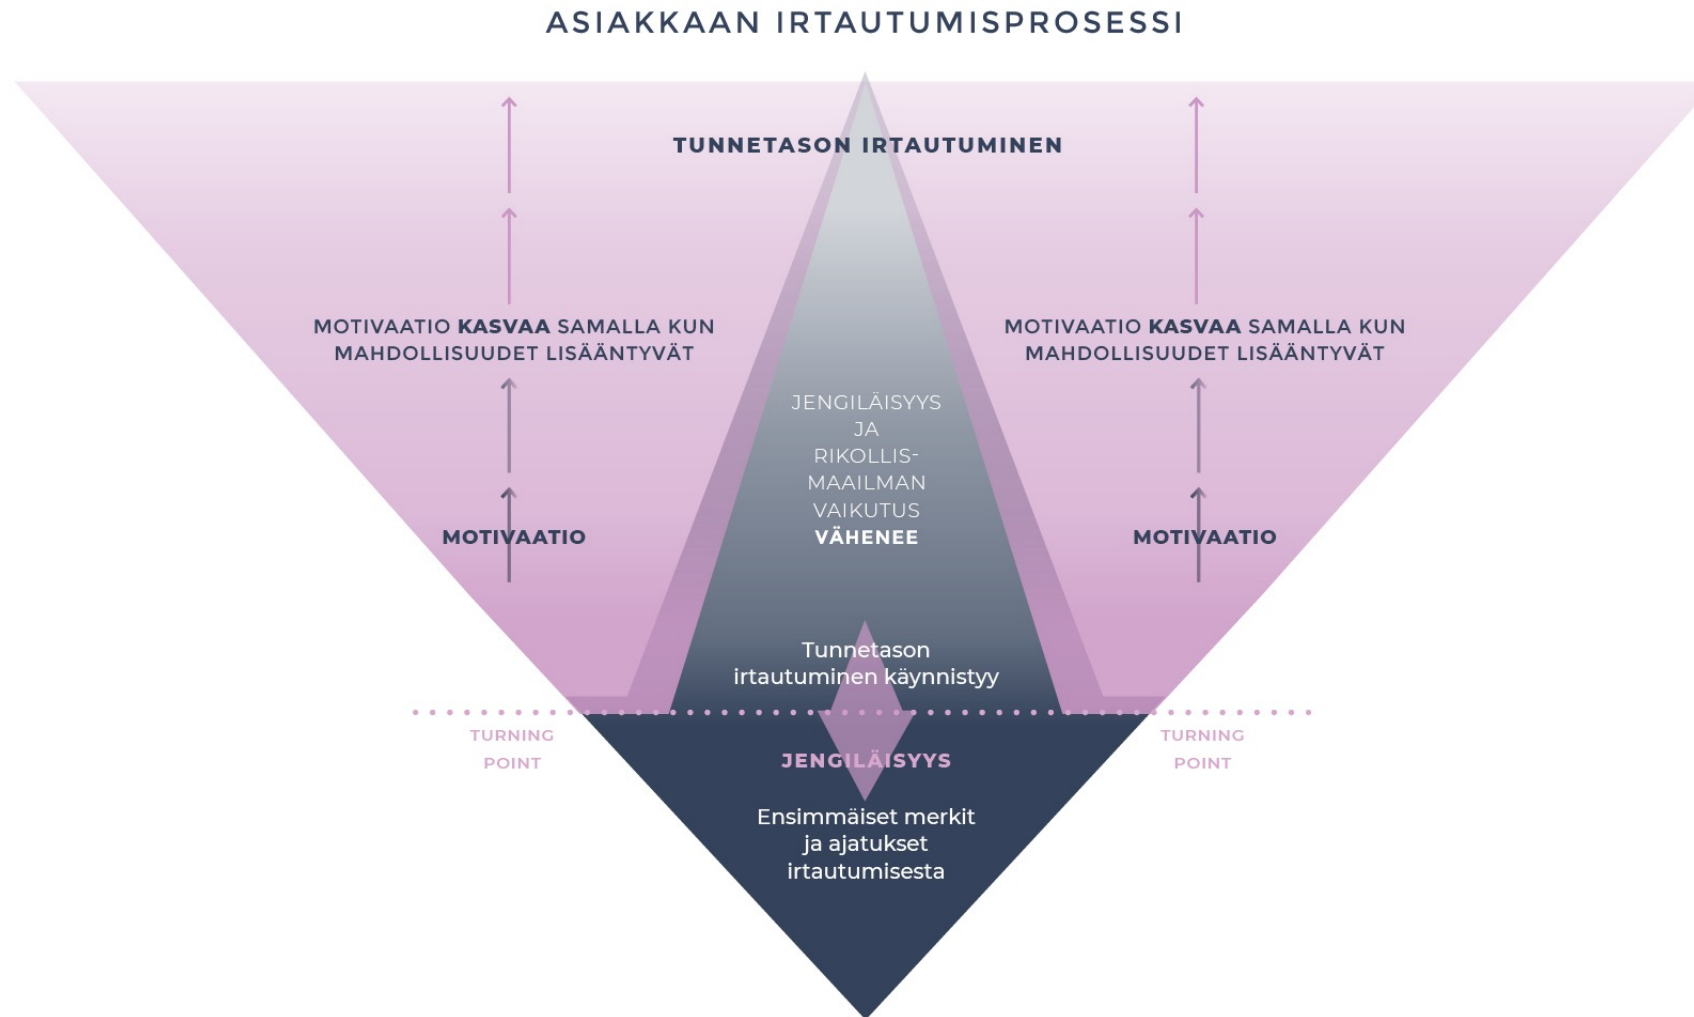 ASIAKKAAN IRTAUTUMISPROSESSI
TUNNETASON IRTAUTUMINEN
MOTIVAATIO KASVAA SAMALLA KUN
MAHDOLLISUUDET LISÄÄNTYVÄT
MOTIVAATIO KASVAA SAMALLA KUN
MAHDOLLISUUDET LISÄÄNTYVÄT
JENGILÄISYYS
JA
RIKOLLIS-
MAAILMAN
VAIKUTUS
VÄHENEE
MOTIVAATIO
MOTIVAATIO
Tunnetason
irtautuminen käynnistyy
TURNING
POINT
TURNING
POINT
JENGILÄISYYS
Ensimmäiset merkit
ja ajatukset
irtautumisesta